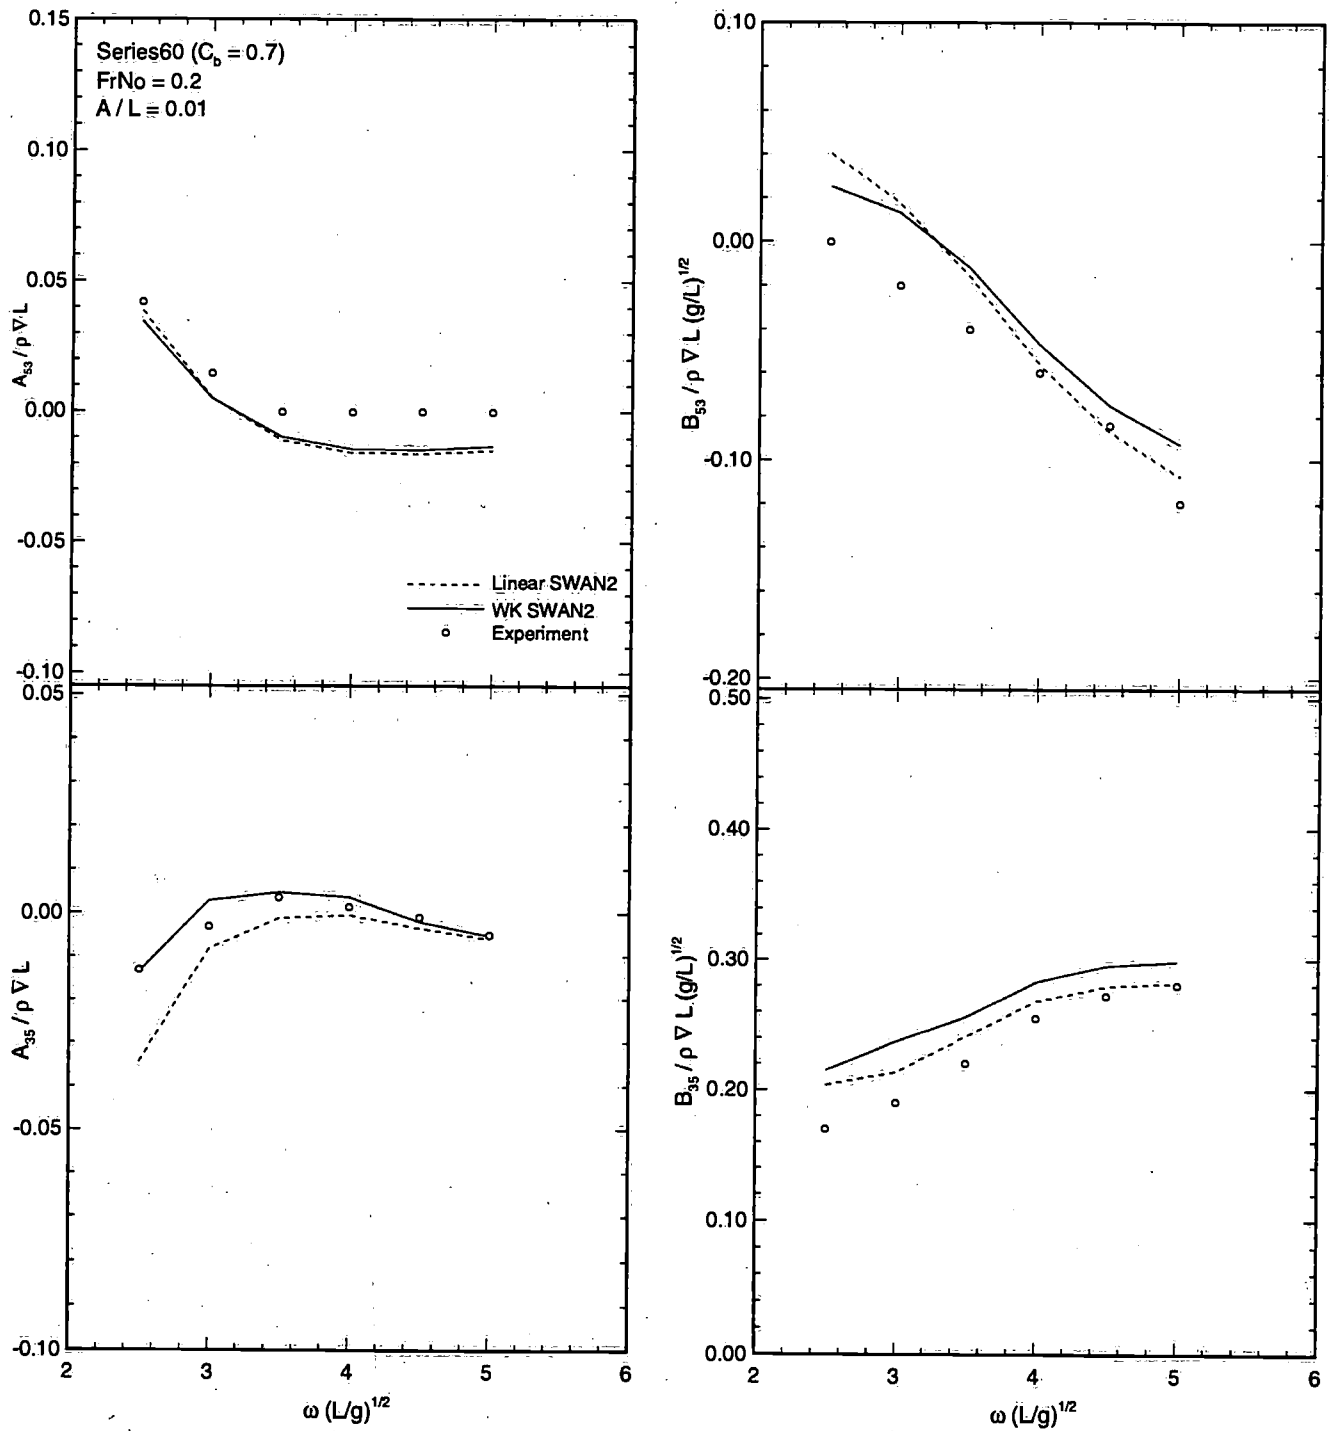 0.15
Series60 (C_b = 0.7)
FrNo = 0.2
A / L = 0.01
0.10
0.05
0.00
-0.05
-0.10
A_53 / ρ ∇ L
Linear SWAN2
WK SWAN2
Experiment
0.10
0.00
-0.10
-0.20
B_53 / ρ ∇ L (g/L)^1/2
0.05
0.00
-0.05
-0.10
A_35 / ρ ∇ L
2 3 4 5 6
ω (L/g)^1/2
0.50
0.40
0.30
0.20
0.10
0.00
B_35 / ρ ∇ L (g/L)^1/2
2 3 4 5 6
ω (L/g)^1/2